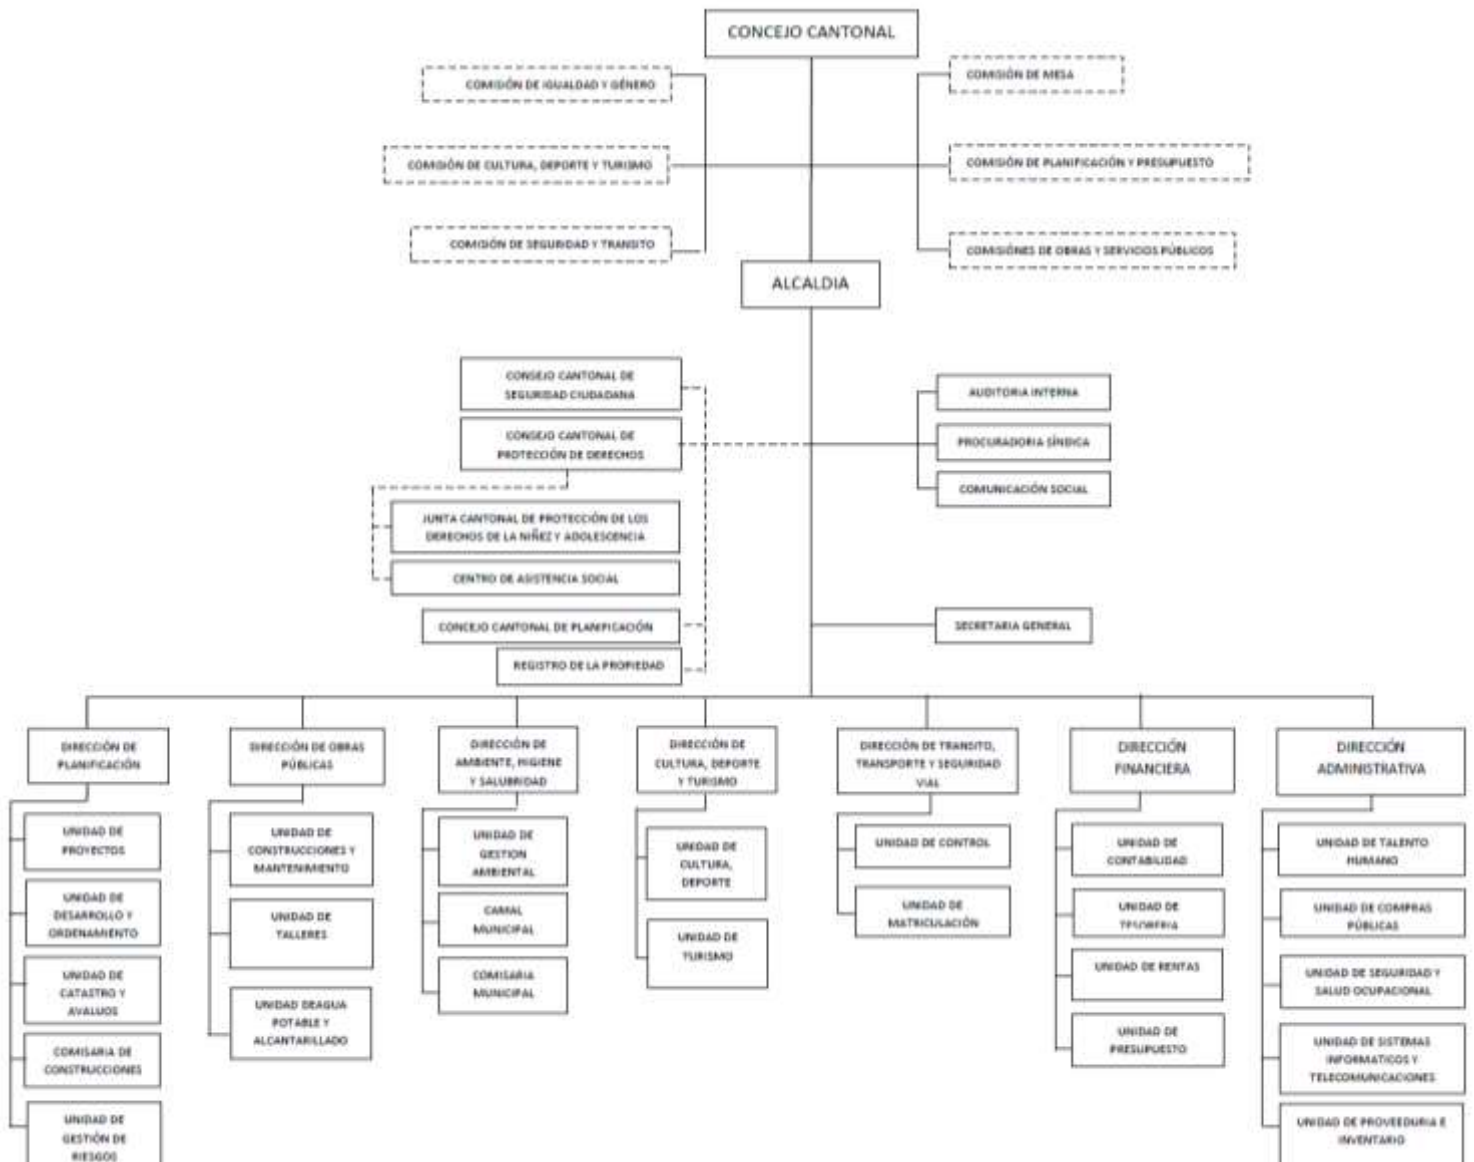 CONCEJO CANTONAL
COMISIÓN DE IGUALDAD Y GÉNERO
COMISIÓN DE MESA
COMISIÓN DE CULTURA, DEPORTE Y TURISMO
COMISIÓN DE PLANIFICACIÓN Y PRESUPUESTO
COMISIÓN DE SEGURIDAD Y TRANSITO
COMISIÓNES DE OBRAS Y SERVICIOS PÚBLICOS
ALCALDIA
CONSEJO CANTONAL DE
SEGURIDAD CIUDADANA
CONSEJO CANTONAL DE
PROTECCIÓN DE DERECHOS
JUNTA CANTONAL DE PROTECCIÓN DE LOS
DERECHOS DE LA NIÑEZ Y ADOLESCENCIA
CENTRO DE ASISTENCIA SOCIAL
CONCEJO CANTONAL DE PLANIFICACIÓN
REGISTRO DE LA PROPIEDAD
AUDITORIA INTERNA
PROCURADORIA SÍNDICA
COMUNICACIÓN SOCIAL
SECRETARIA GENERAL
DIRECCIÓN DE
PLANIFICACIÓN
UNIDAD DE
PROYECTOS
UNIDAD DE
DESARROLLO Y
ORDENAMIENTO
UNIDAD DE
CATASTRO Y
AVALUOS
COMISARIA DE
CONSTRUCCIONES
UNIDAD DE
GESTIÓN DE
RIESGOS
DIRECCIÓN DE OBRAS
PÚBLICAS
UNIDAD DE
CONSTRUCCIONES Y
MANTENIMIENTO
UNIDAD DE
TALLERES
UNIDAD DEAGUA
POTABLE Y
ALCANTARILLADO
DIRECCIÓN DE
AMBIENTE, HIGIENE
Y SALUBRIDAD
UNIDAD DE
GESTION
AMBIENTAL
CAMAL
MUNICIPAL
COMISARIA
MUNICIPAL
DIRECCIÓN DE
CULTURA, DEPORTE
Y TURISMO
UNIDAD DE
CULTURA,
DEPORTE
UNIDAD DE
TURISMO
DIRECCIÓN DE TRANSITO,
TRANSPORTE Y SEGURIDAD
VIAL
UNIDAD DE CONTROL
UNIDAD DE
MATRICULACIÓN
DIRECCIÓN
FINANCIERA
UNIDAD DE
CONTABILIDAD
UNIDAD DE
TESORERIA
UNIDAD DE RENTAS
UNIDAD DE
PRESUPUESTO
DIRECCIÓN
ADMINISTRATIVA
UNIDAD DE TALENTO
HUMANO
UNIDAD DE COMPRAS
PÚBLICAS
UNIDAD DE SEGURIDAD Y
SALUD OCUPACIONAL
UNIDAD DE SISTEMAS
INFORMATICOS Y
TELECOMUNICACIONES
UNIDAD DE PROVEEDURIA E
INVENTARIO